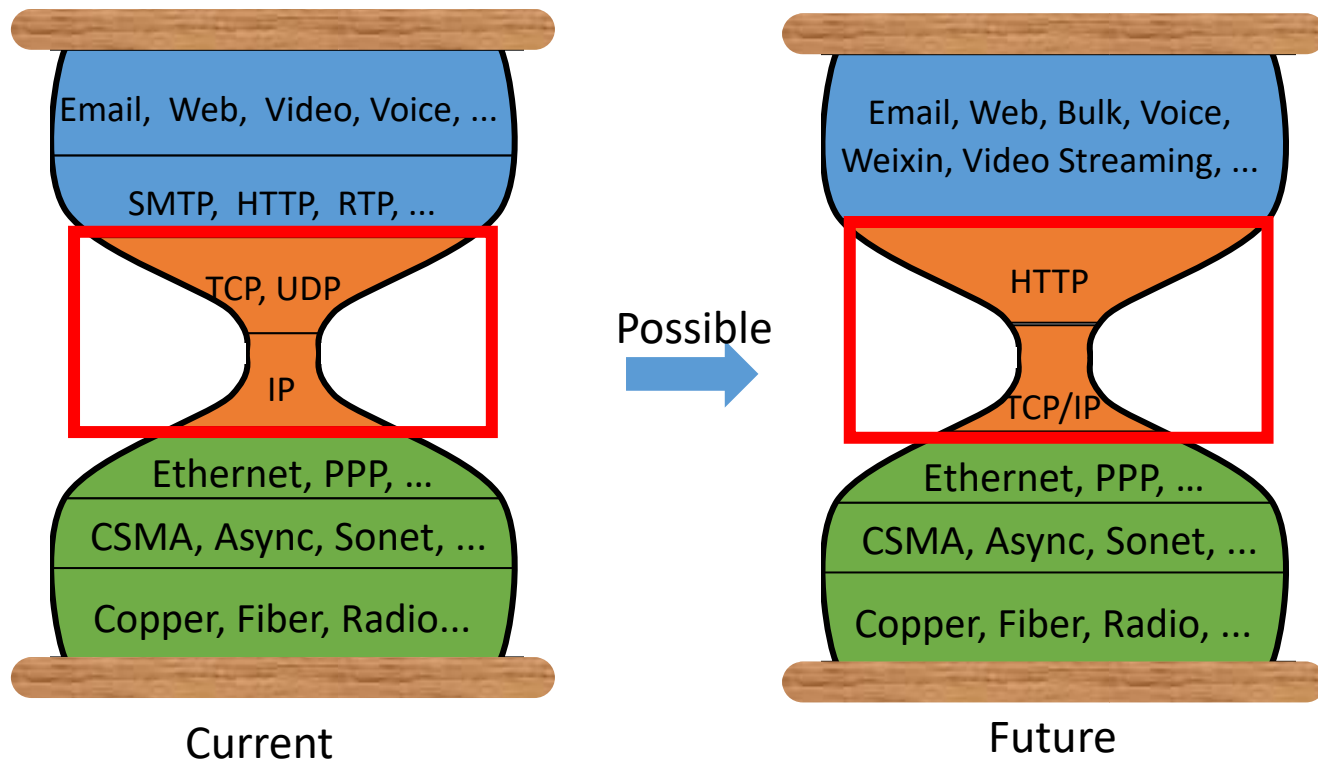 Email, Web, Video, Voice, ...
SMTP, HTTP, RTP, ...
TCP, UDP
IP
Ethernet, PPP, ...
CSMA, Async, Sonet, ...
Copper, Fiber, Radio...
Current
Possible
Email, Web, Bulk, Voice,
Weixin, Video Streaming, ...
HTTP
TCP/IP
Ethernet, PPP, ...
CSMA, Async, Sonet, ...
Copper, Fiber, Radio, ...
Future